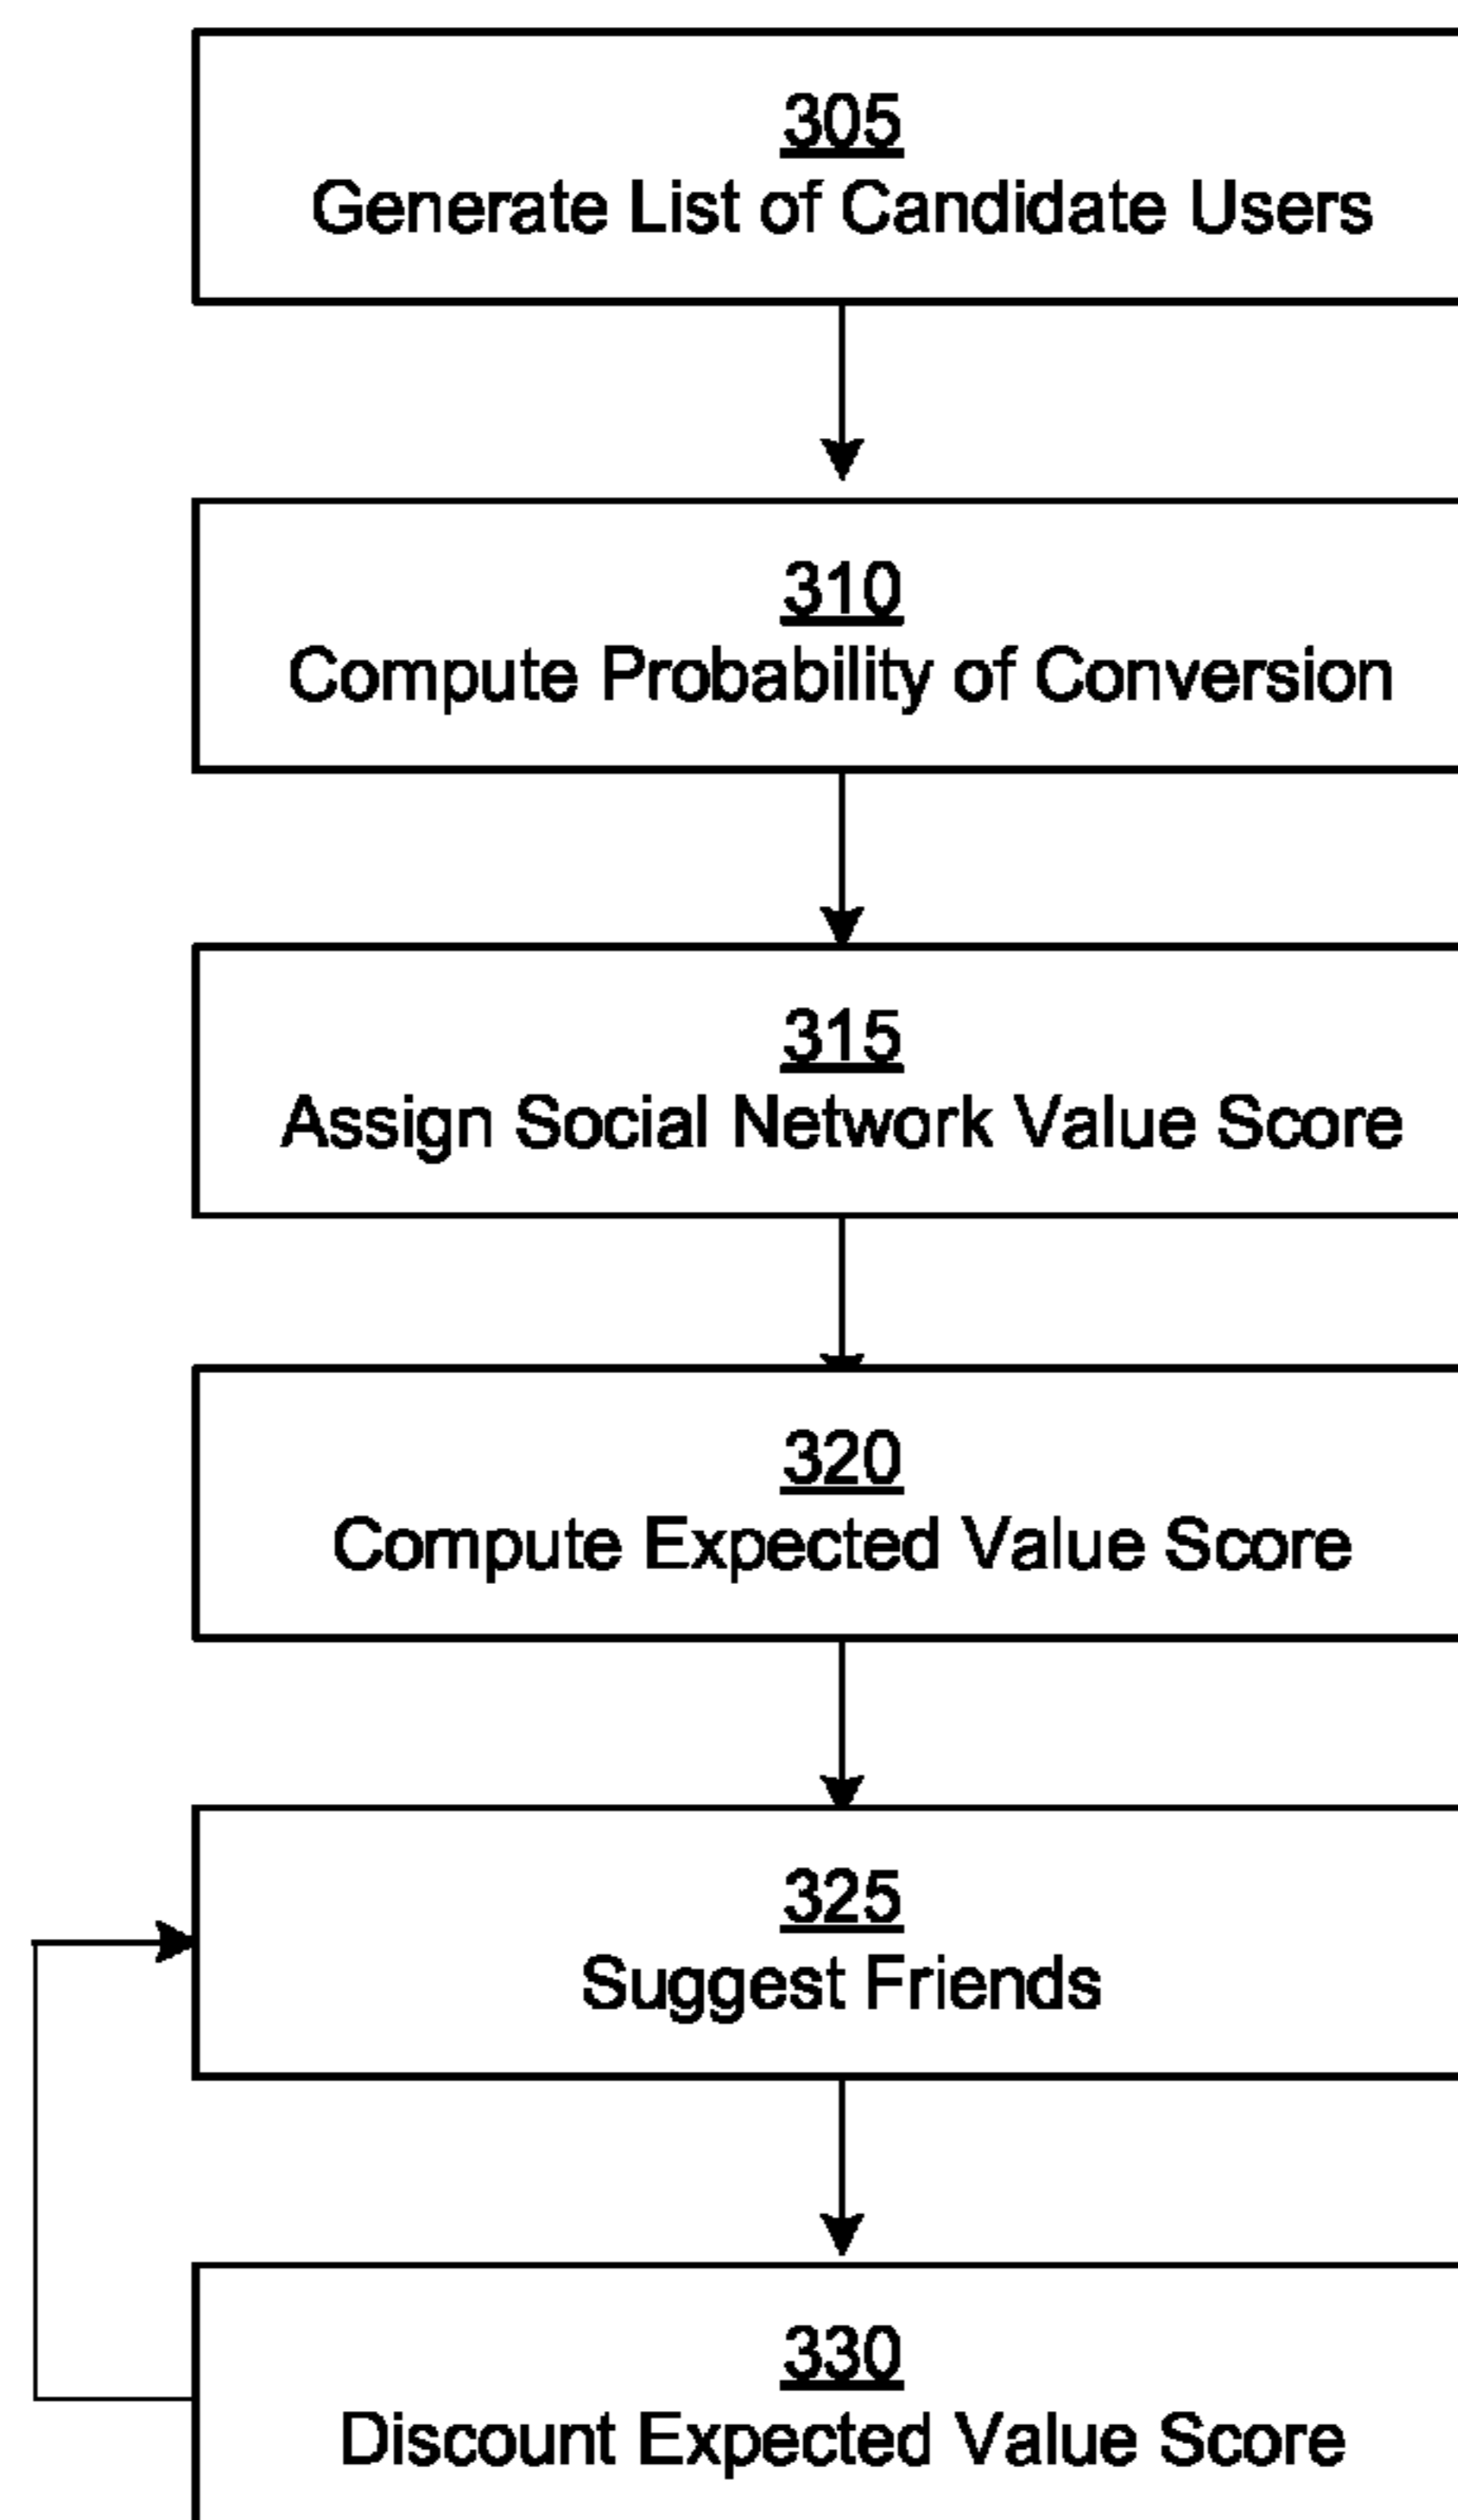 305
Generate List of Candidate Users
310
Compute Probability of Conversion
315
Assign Social Network Value Score
320
Compute Expected Value Score
325
Suggest Friends
330
Discount Expected Value Score